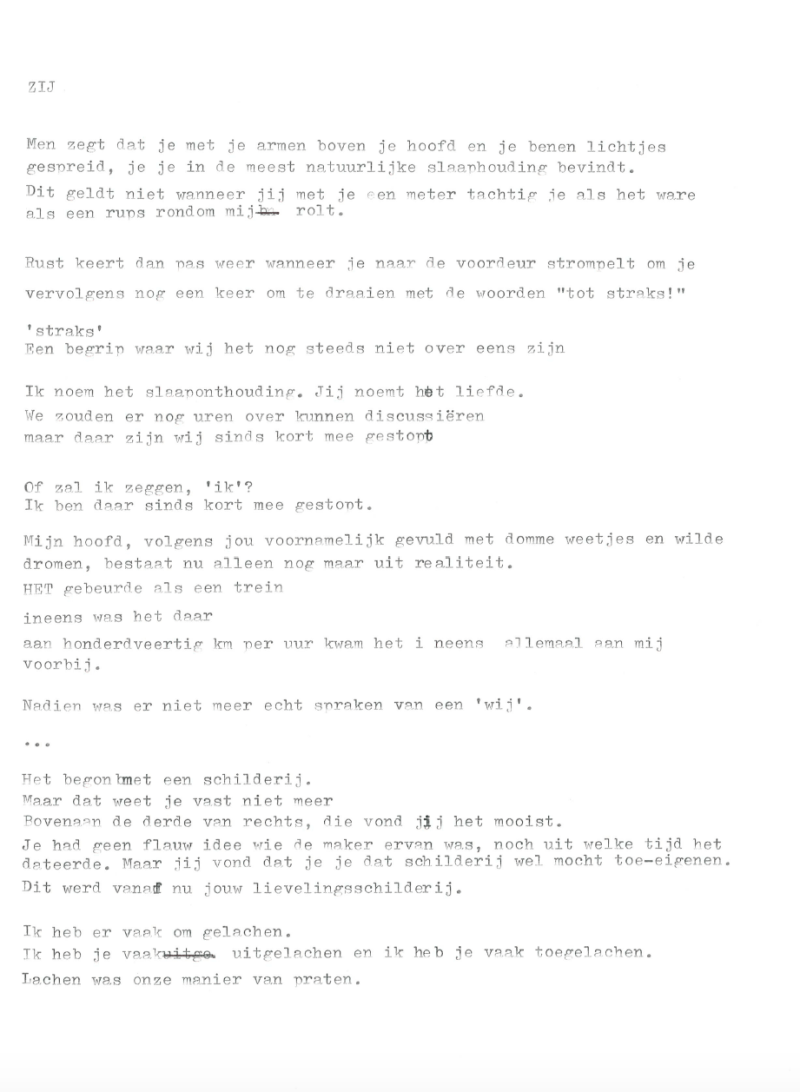 ZIJ
Men zegt dat je met je armen boven je hoofd en je benen lichtjes
gespreid, je je in de meest natuurlijke slaaphouding bevindt.
Dit geldt niet wanneer jij met je een meter tachtig je als het ware
als een rups rondom mij rolt.
Rust keert dan pas weer wanneer je naar de voordeur strompelt om je
vervolgens nog een keer om te draaien met de woorden "tot straks!"
'straks'
Een begrip waar wij het nog steeds niet over eens zijn
Ik noem het slaaponthouding. Jij noemt het liefde.
We zouden er nog uren over kunnen discussiëren
maar daar zijn wij sinds kort mee gestopt
Of zal ik zeggen, 'ik'?
Ik ben daar sinds kort mee gestopt.
Mijn hoofd, volgens jou voornamelijk gevuld met domme weetjes en wilde
dromen, bestaat nu alleen nog maar uit realiteit.
HET gebeurde als een trein
ineens was het daar
aan honderdveertig km per uur kwam het i neens allemaal aan mij
voorbij.
Nadien was er niet meer echt spraken van een 'wij'.
...
Het begon met een schilderij.
Maar dat weet je vast niet meer
Bovenaan de derde van rechts, die vond jij het mooist.
Je had geen flauw idee wie de maker ervan was, noch uit welke tijd het
dateerde. Maar jij vond dat je je dat schilderij wel mocht toe-eigenen.
Dit werd vanaf nu jouw lievelingsschilderij.
Ik heb er vaak om gelachen.
Ik heb je vaak uitge uitgelachen en ik heb je vaak toegelachen.
Lachen was onze manier van praten.